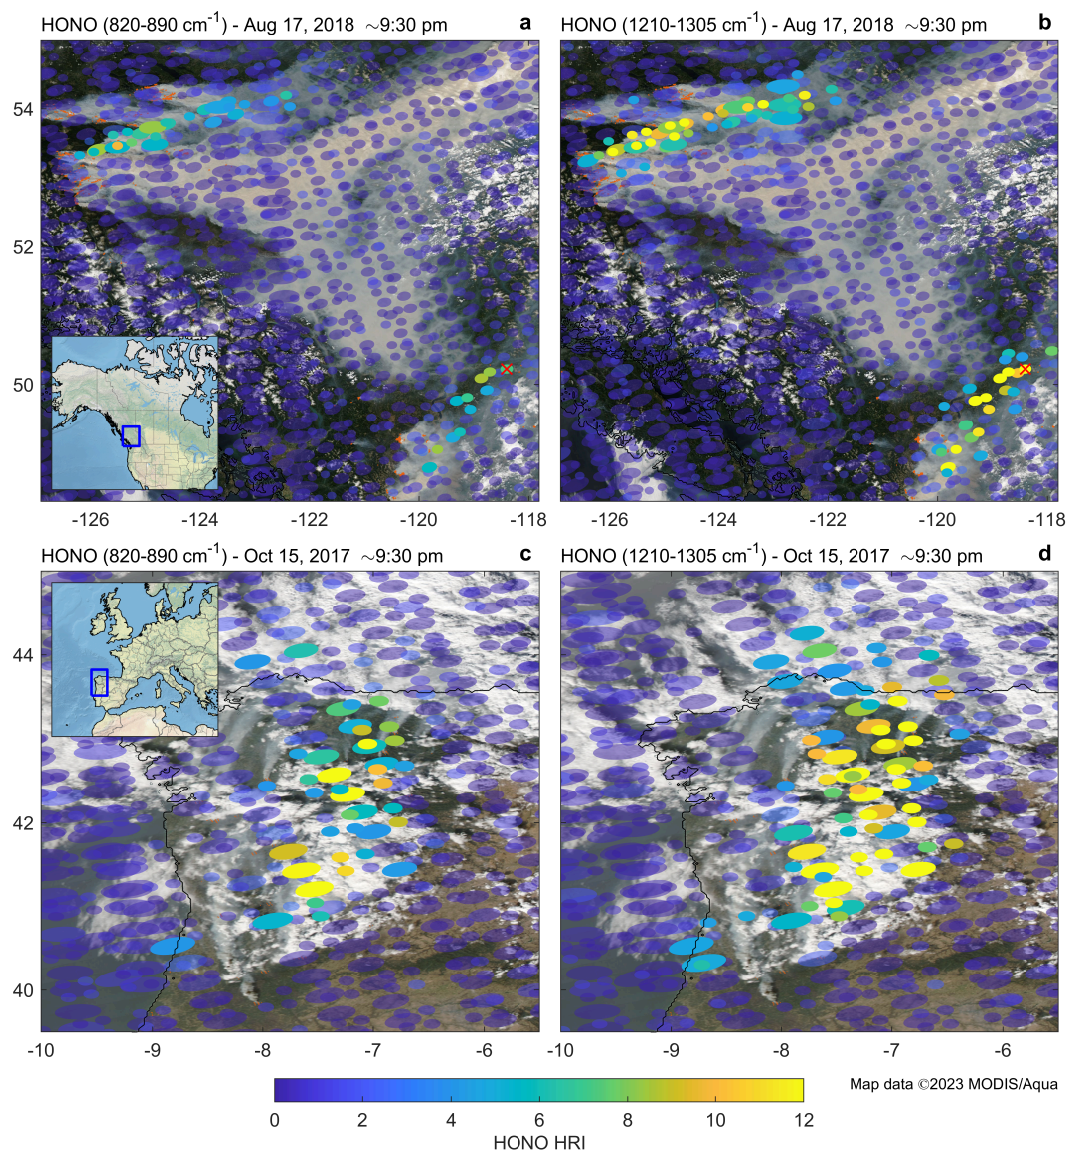 HONO (820-890 cm⁻¹) - Aug 17, 2018 ~9:30 pm a
HONO (1210-1305 cm⁻¹) - Aug 17, 2018 ~9:30 pm b
54
52
50
-126 -124 -122 -120 -118
-126 -124 -122 -120 -118
HONO (820-890 cm⁻¹) - Oct 15, 2017 ~9:30 pm c
HONO (1210-1305 cm⁻¹) - Oct 15, 2017 ~9:30 pm d
44
42
40
-10 -9 -8 -7 -6
-10 -9 -8 -7 -6
Map data ©2023 MODIS/Aqua
0 2 4 6 8 10 12
HONO HRI